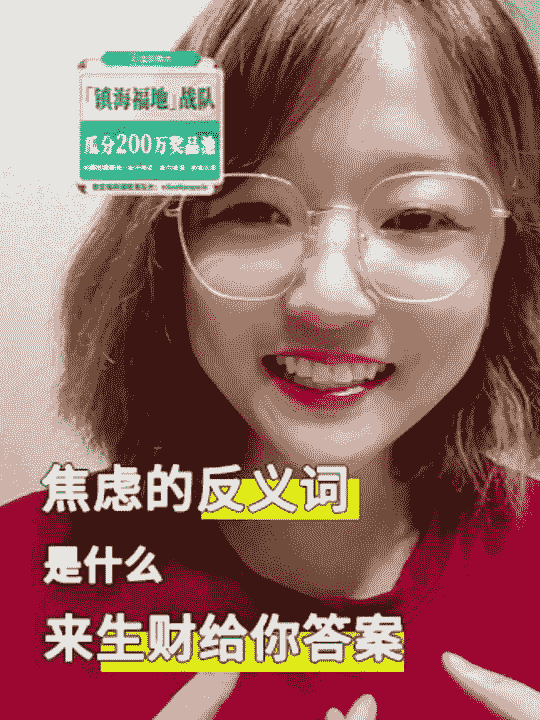 「镇海福地」战队
瓜分200万奖品池
焦虑的反义词
是什么
来生财给你答案